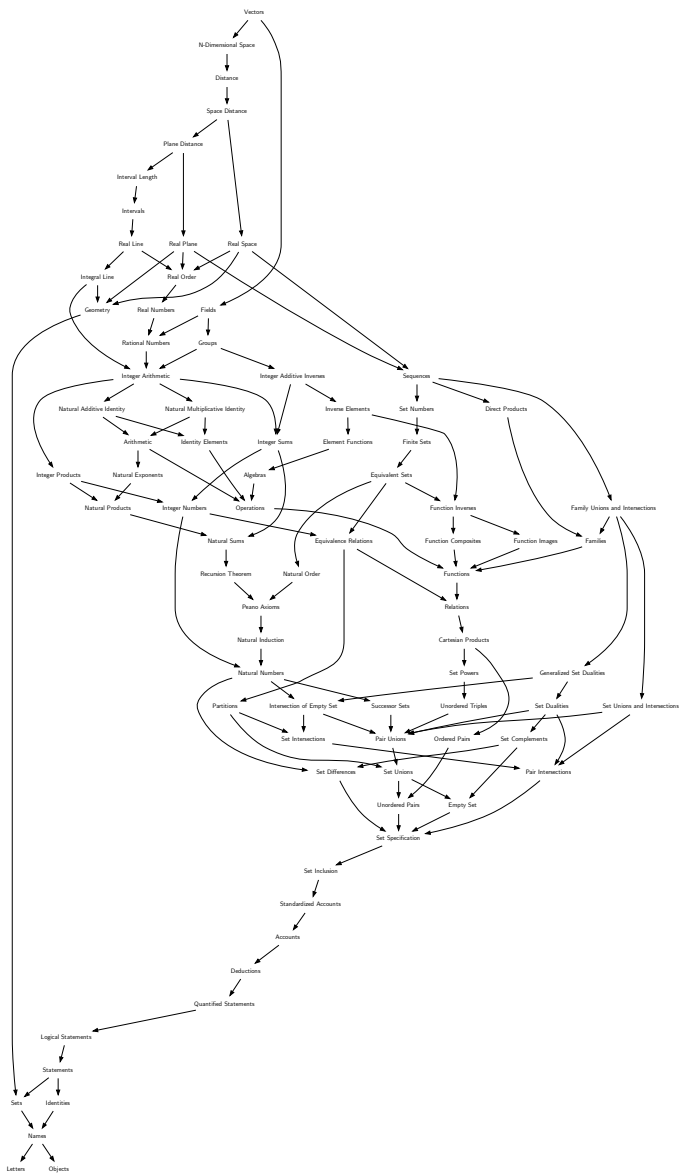 Vectors
N-Dimensional Space
Distance
Space Distance
Plane Distance
Interval Length
Intervals
Real Line Real Plane Real Space
Integral Line Real Order
Geometry Real Numbers Fields
Rational Numbers Groups
Integer Arithmetic Integer Additive Inverses Sequences
Natural Additive Identity Natural Multiplicative Identity Inverse Elements Set Numbers Direct Products
Arithmetic Identity Elements Integer Sums Element Functions Finite Sets
Integer Products Natural Exponents Algebras Equivalent Sets
Natural Products Integer Numbers Operations Function Inverses Family Unions and Intersections
Natural Sums Equivalence Relations Function Composites Function Images Families
Recursion Theorem Natural Order Functions
Peano Axioms Relations
Natural Induction Cartesian Products
Natural Numbers Set Powers Generalized Set Dualities
Partitions Intersection of Empty Set Successor Sets Unordered Triples Set Dualities Set Unions and Intersections
Set Intersections Pair Unions Ordered Pairs Set Complements
Set Differences Set Unions Pair Intersections
Unordered Pairs Empty Set
Set Specification
Set Inclusion
Standardized Accounts
Accounts
Deductions
Quantified Statements
Logical Statements
Statements
Sets Identities
Names
Letters Objects